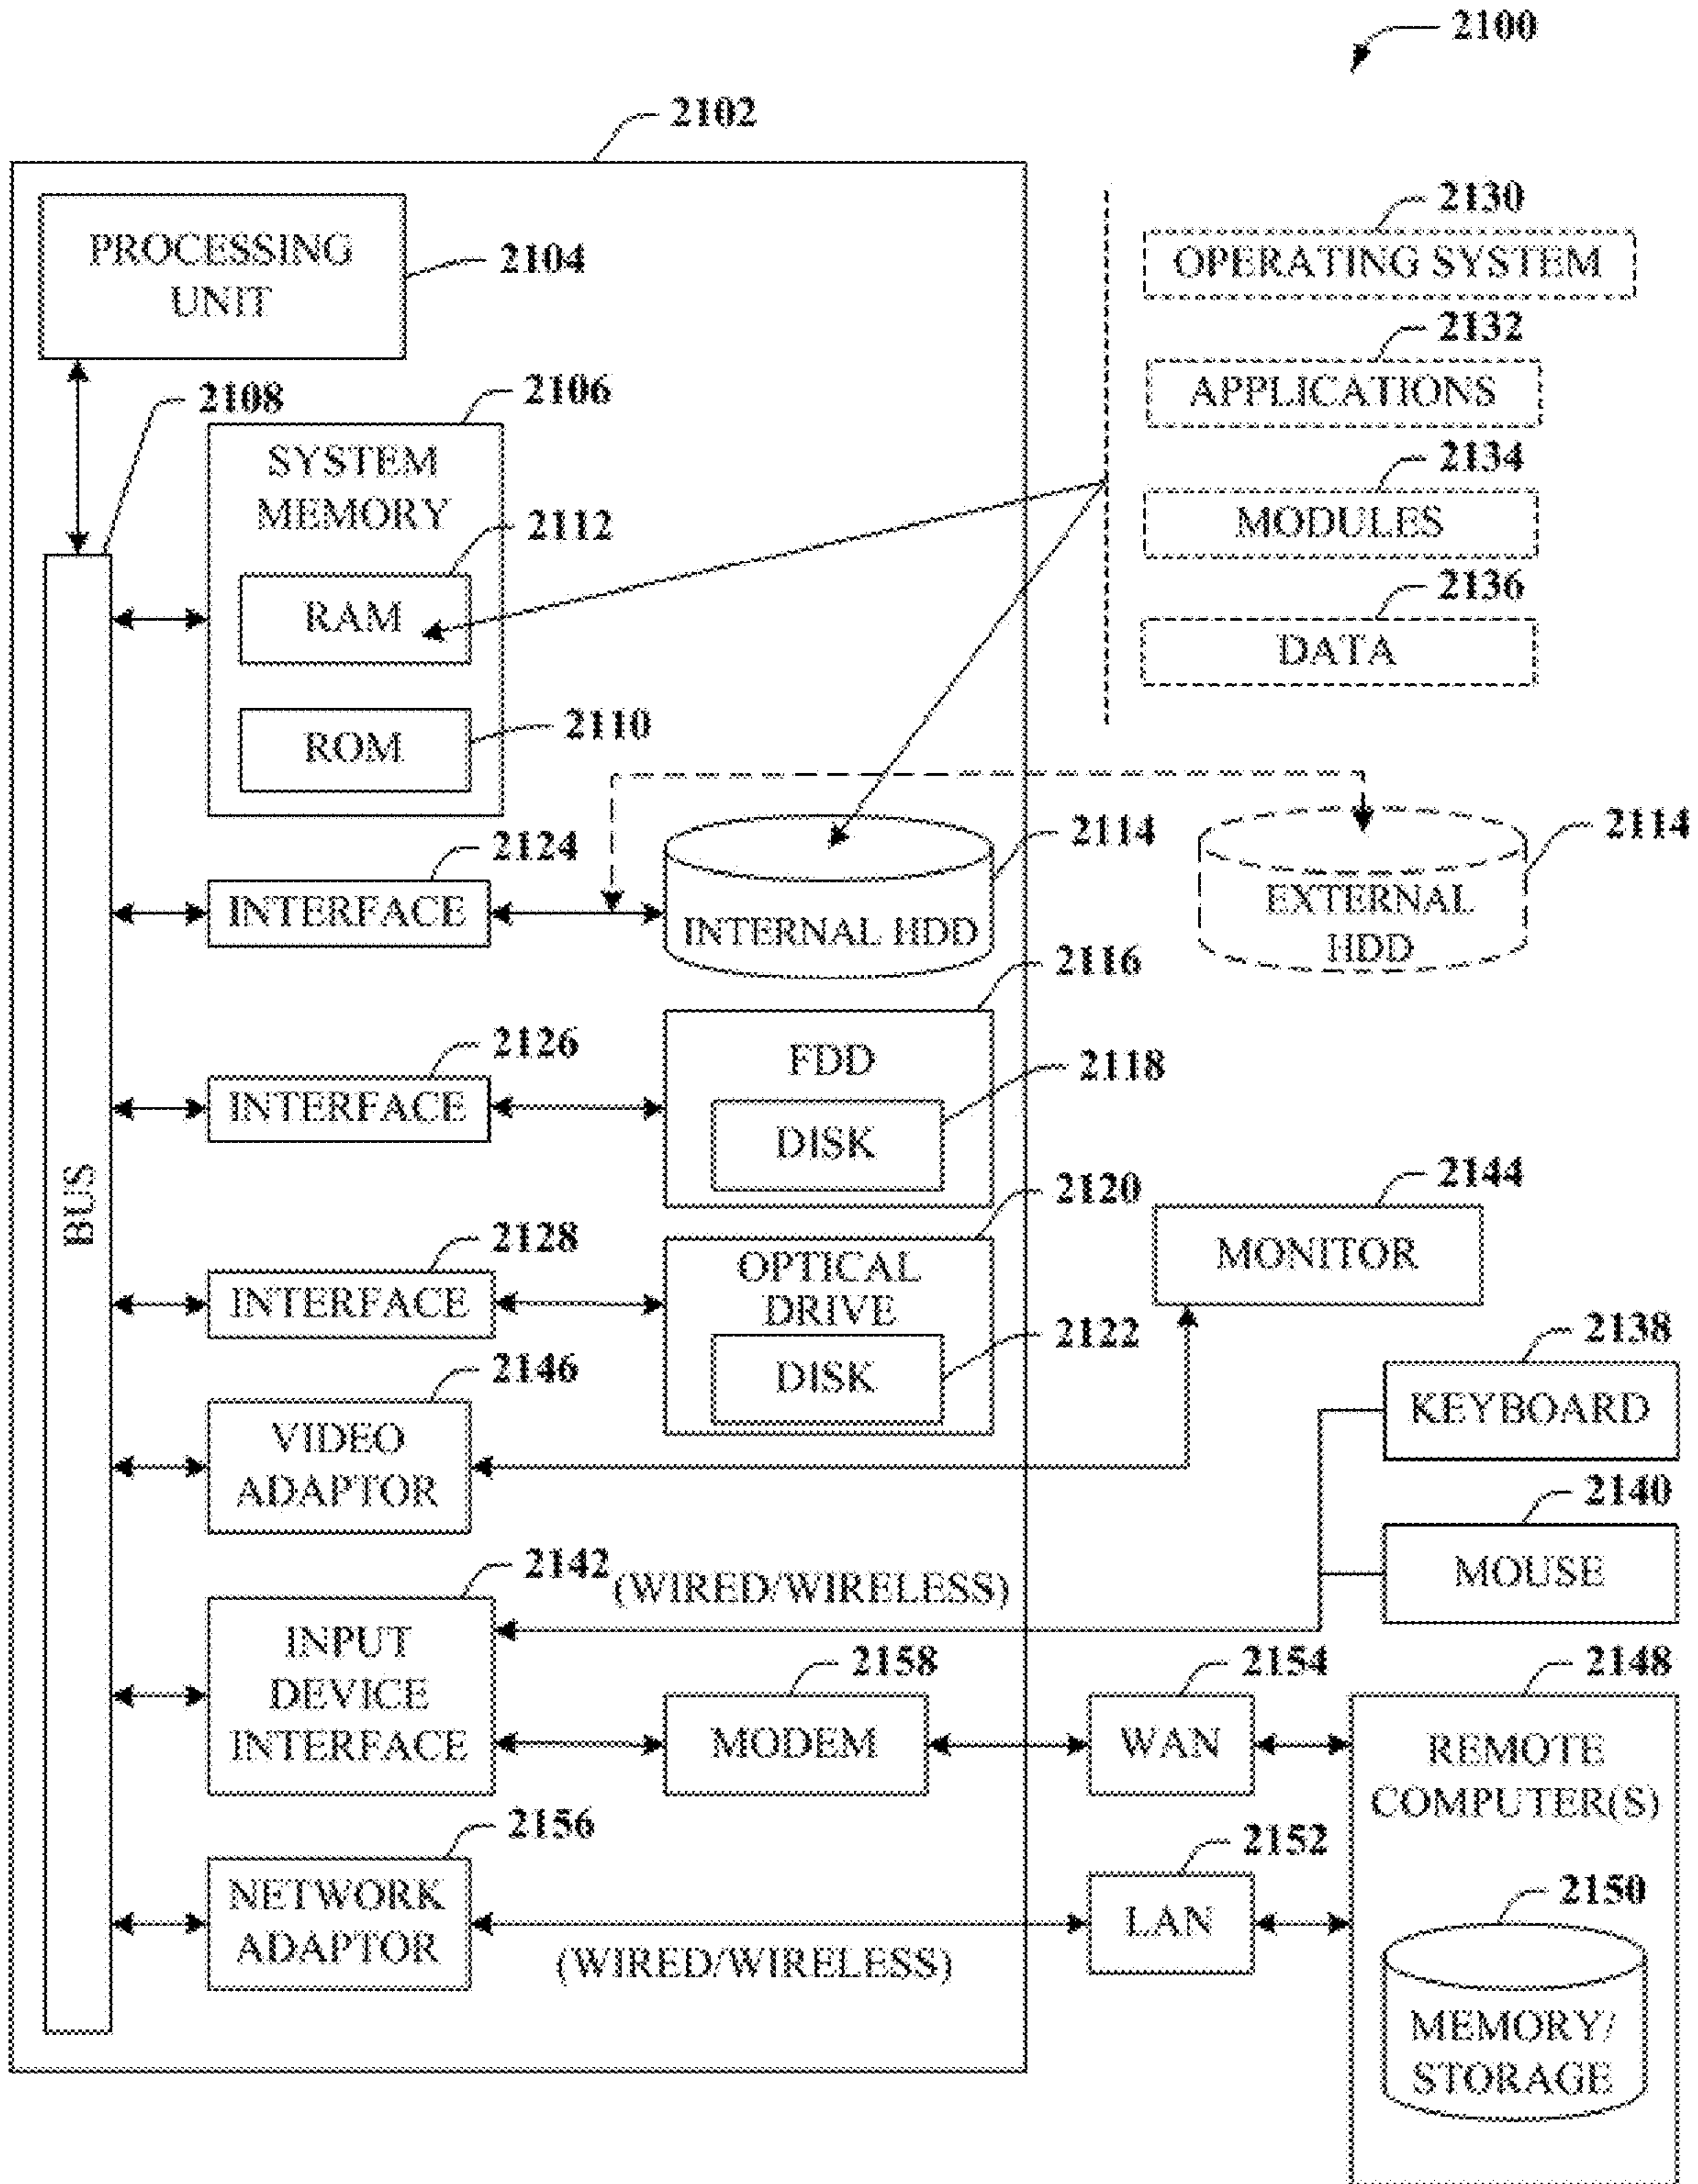 2100
2102
PROCESSING
UNIT
2104
2130
OPERATING SYSTEM
2132
APPLICATIONS
2134
MODULES
2136
DATA
2108
2106
SYSTEM
MEMORY
2112
RAM
2110
ROM
BUS
2124
INTERFACE
2114
INTERNAL HDD
2114
EXTERNAL
HDD
2126
INTERFACE
2116
FDD
2118
DISK
2128
INTERFACE
2120
OPTICAL
DRIVE
2122
DISK
2144
MONITOR
2146
VIDEO
ADAPTOR
2138
KEYBOARD
2140
MOUSE
2142
(WIRED/WIRELESS)
INPUT
DEVICE
INTERFACE
2158
MODEM
2154
WAN
2148
REMOTE
COMPUTER(S)
2156
NETWORK
ADAPTOR
(WIRED/WIRELESS)
2152
LAN
2150
MEMORY/
STORAGE